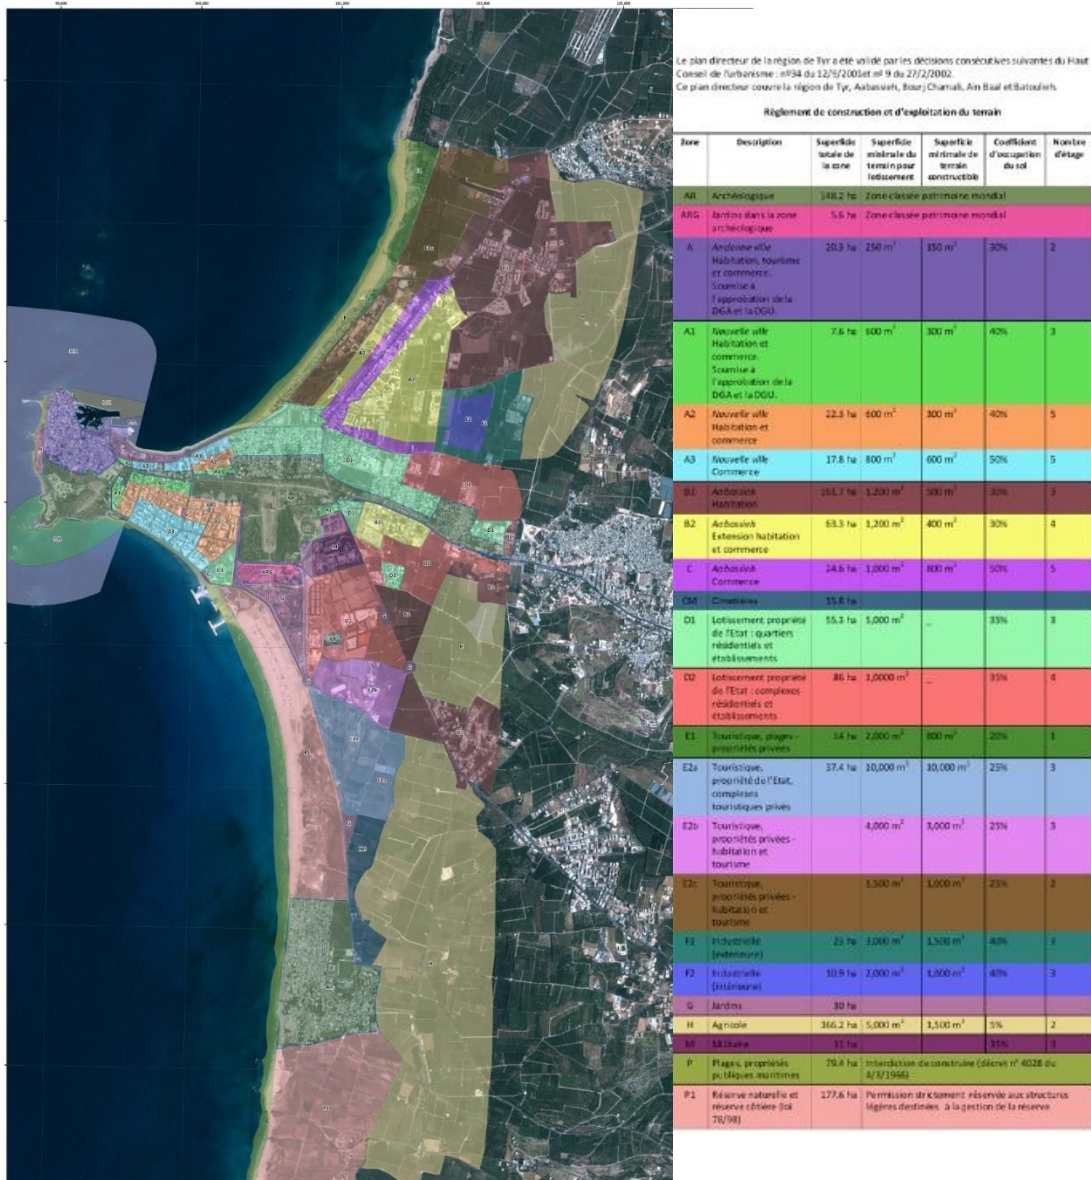 Le plan directeur de la région de Tyr a été validé par les décisions consécutives suivantes du Haut
Conseil de l'urbanisme : nº34 du 12/9/2001et nº 9 du 27/2/2002.
Ce plan directeur couvre la région de Tyr, Aabassieh, Bourj Chamali, Ain Baal et Batoulieh.
Règlement de construction et d'exploitation du terrain
Zone Description Superficie totale de la zone Superficie minimale du terrain pour lotissement Superficie minimale de terrain constructible Coefficient d'occupation du sol Nombre d'étage
AR Archéologique 148.2 ha Zone classée patrimoine mondial
ARG Jardins dans la zone archéologique 5.6 ha Zone classée patrimoine mondial
A Ancienne ville Habitation, tourisme et commerce. Soumise à l'approbation de la DGA et la DGU. 20.3 ha 250 m² 150 m² 30% 2
A1 Nouvelle ville Habitation et commerce. Soumise à l'approbation de la DGA et la DGU. 7.6 ha 600 m² 300 m² 40% 3
A2 Nouvelle ville Habitation et commerce 22.3 ha 600 m² 300 m² 40% 5
A3 Nouvelle ville Commerce 17.8 ha 800 m² 600 m² 50% 5
B1 Aabassieh Habitation 1,200 m² 500 m² 30% 3
B2 Aabassieh Extension habitation et commerce 63.3 ha 1,200 m² 400 m² 30% 4
C Aabassieh Commerce 24.6 ha 1,000 m² 800 m² 50% 5
CM Cimetières 15.8 ha
D1 Lotissement propriété de l'Etat : quartiers résidentiels et établissements 55.3 ha 5,000 m² _ 35% 3
D2 Lotissement propriété de l'Etat : complexes résidentiels et établissements 86 ha 1,0000 m² _ 35% 4
E1 Touristique, plages - propriétés privées 14 ha 2,000 m² 800 m² 20% 1
E2a Touristique, propriété de l'Etat, complexes touristiques privés 37.4 ha 10,000 m² 10,000 m² 25% 3
E2b Touristique, propriétés privées - habitation et tourisme 4,000 m² 3,000 m² 25% 3
E2c Touristique, propriétés privées - habitation et tourisme 1,500 m² 1,000 m² 25% 2
F1 Industrielle (extérieure) 23 ha 3,000 m² 1,500 m² 40% 3
F2 Industrielle (intérieure) 10.9 ha 2,000 m² 1,000 m² 40% 3
G Jardins 30 ha
H Agricole 366.2 ha 5,000 m² 1,500 m² 5% 2
M Militaire 31 ha 35% 3
P Plages, propriétés publiques maritimes 79.4 ha Interdiction de construire (décret n° 4028 du 4/3/1966)
P1 Réserve naturelle et réserve côtière (loi 78/98) 177.6 ha Permission strictement réservée aux structures légères destinées à la gestion de la réserve